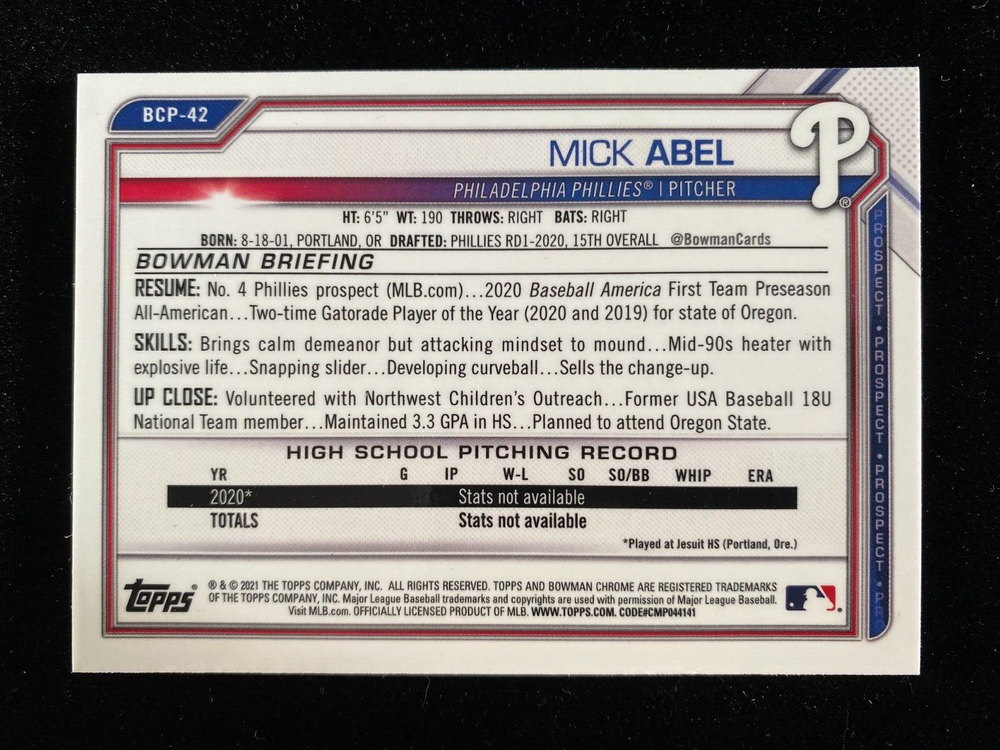 BCP-42
MICK ABEL
P
PHILADELPHIA PHILLIES® | PITCHER
HT: 6'5" WT: 190 THROWS: RIGHT BATS: RIGHT
BORN: 8-18-01, PORTLAND, OR DRAFTED: PHILLIES RD1-2020, 15TH OVERALL @BowmanCards
BOWMAN BRIEFING
RESUME: No. 4 Phillies prospect (MLB.com)...2020 Baseball America First Team Preseason
All-American...Two-time Gatorade Player of the Year (2020 and 2019) for state of Oregon.
SKILLS: Brings calm demeanor but attacking mindset to mound...Mid-90s heater with
explosive life...Snapping slider...Developing curveball...Sells the change-up.
UP CLOSE: Volunteered with Northwest Children's Outreach...Former USA Baseball 18U
National Team member...Maintained 3.3 GPA in HS...Planned to attend Oregon State.
HIGH SCHOOL PITCHING RECORD
YR G IP W-L SO SO/BB WHIP ERA
2020* Stats not available
TOTALS Stats not available
*Played at Jesuit HS (Portland, Ore.)
TOPPS®
® & © 2021 THE TOPPS COMPANY, INC. ALL RIGHTS RESERVED. TOPPS AND BOWMAN CHROME ARE REGISTERED TRADEMARKS
OF THE TOPPS COMPANY, INC. Major League Baseball trademarks and copyrights are used with permission of Major League Baseball.
Visit MLB.com. OFFICIALLY LICENSED PRODUCT OF MLB. WWW.TOPPS.COM. CODE#CMP044141
PROSPECT • PROSPECT • PROSPECT • PR